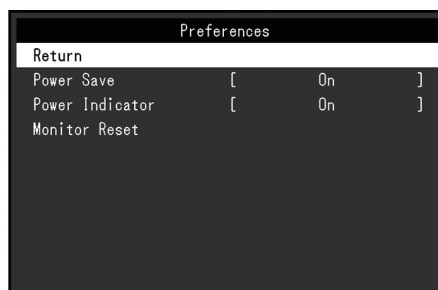 Preferences
Return
Power Save [ On ]
Power Indicator [ On ]
Monitor Reset